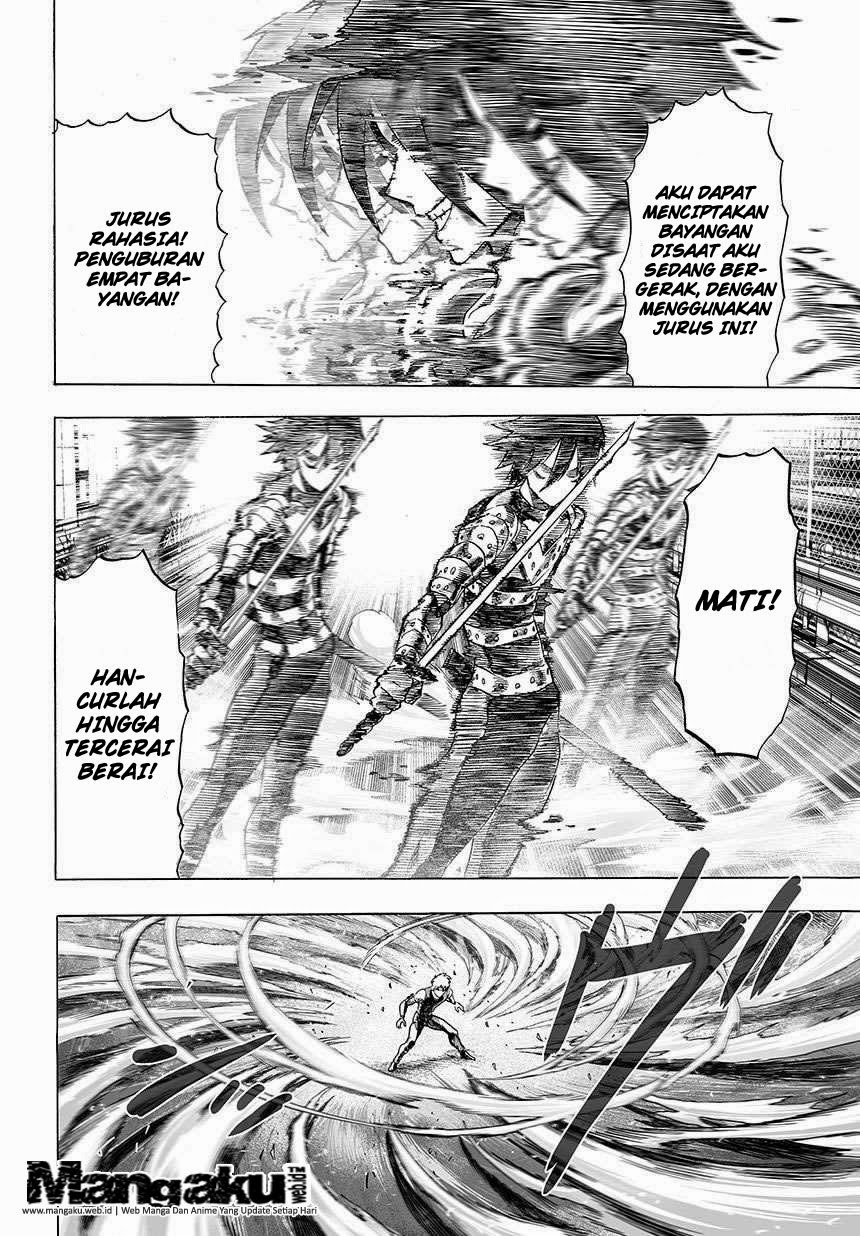 AKU DAPAT
MENCIPTAKAN
BAYANGAN
DISAAT AKU
SEDANG BER-
GERAK, DENGAN
MENGGUNAKAN
JURUS INI!
JURUS
RAHASIA!
PENGUBURAN
EMPAT BA-
YANGAN!
MATI!
HAN-
CURLAH
HINGGA
TERCERAI
BERAI!
Mangaku
www.mangaku.web.id | Web Manga Dan Anime Yang Update Setiap Hari